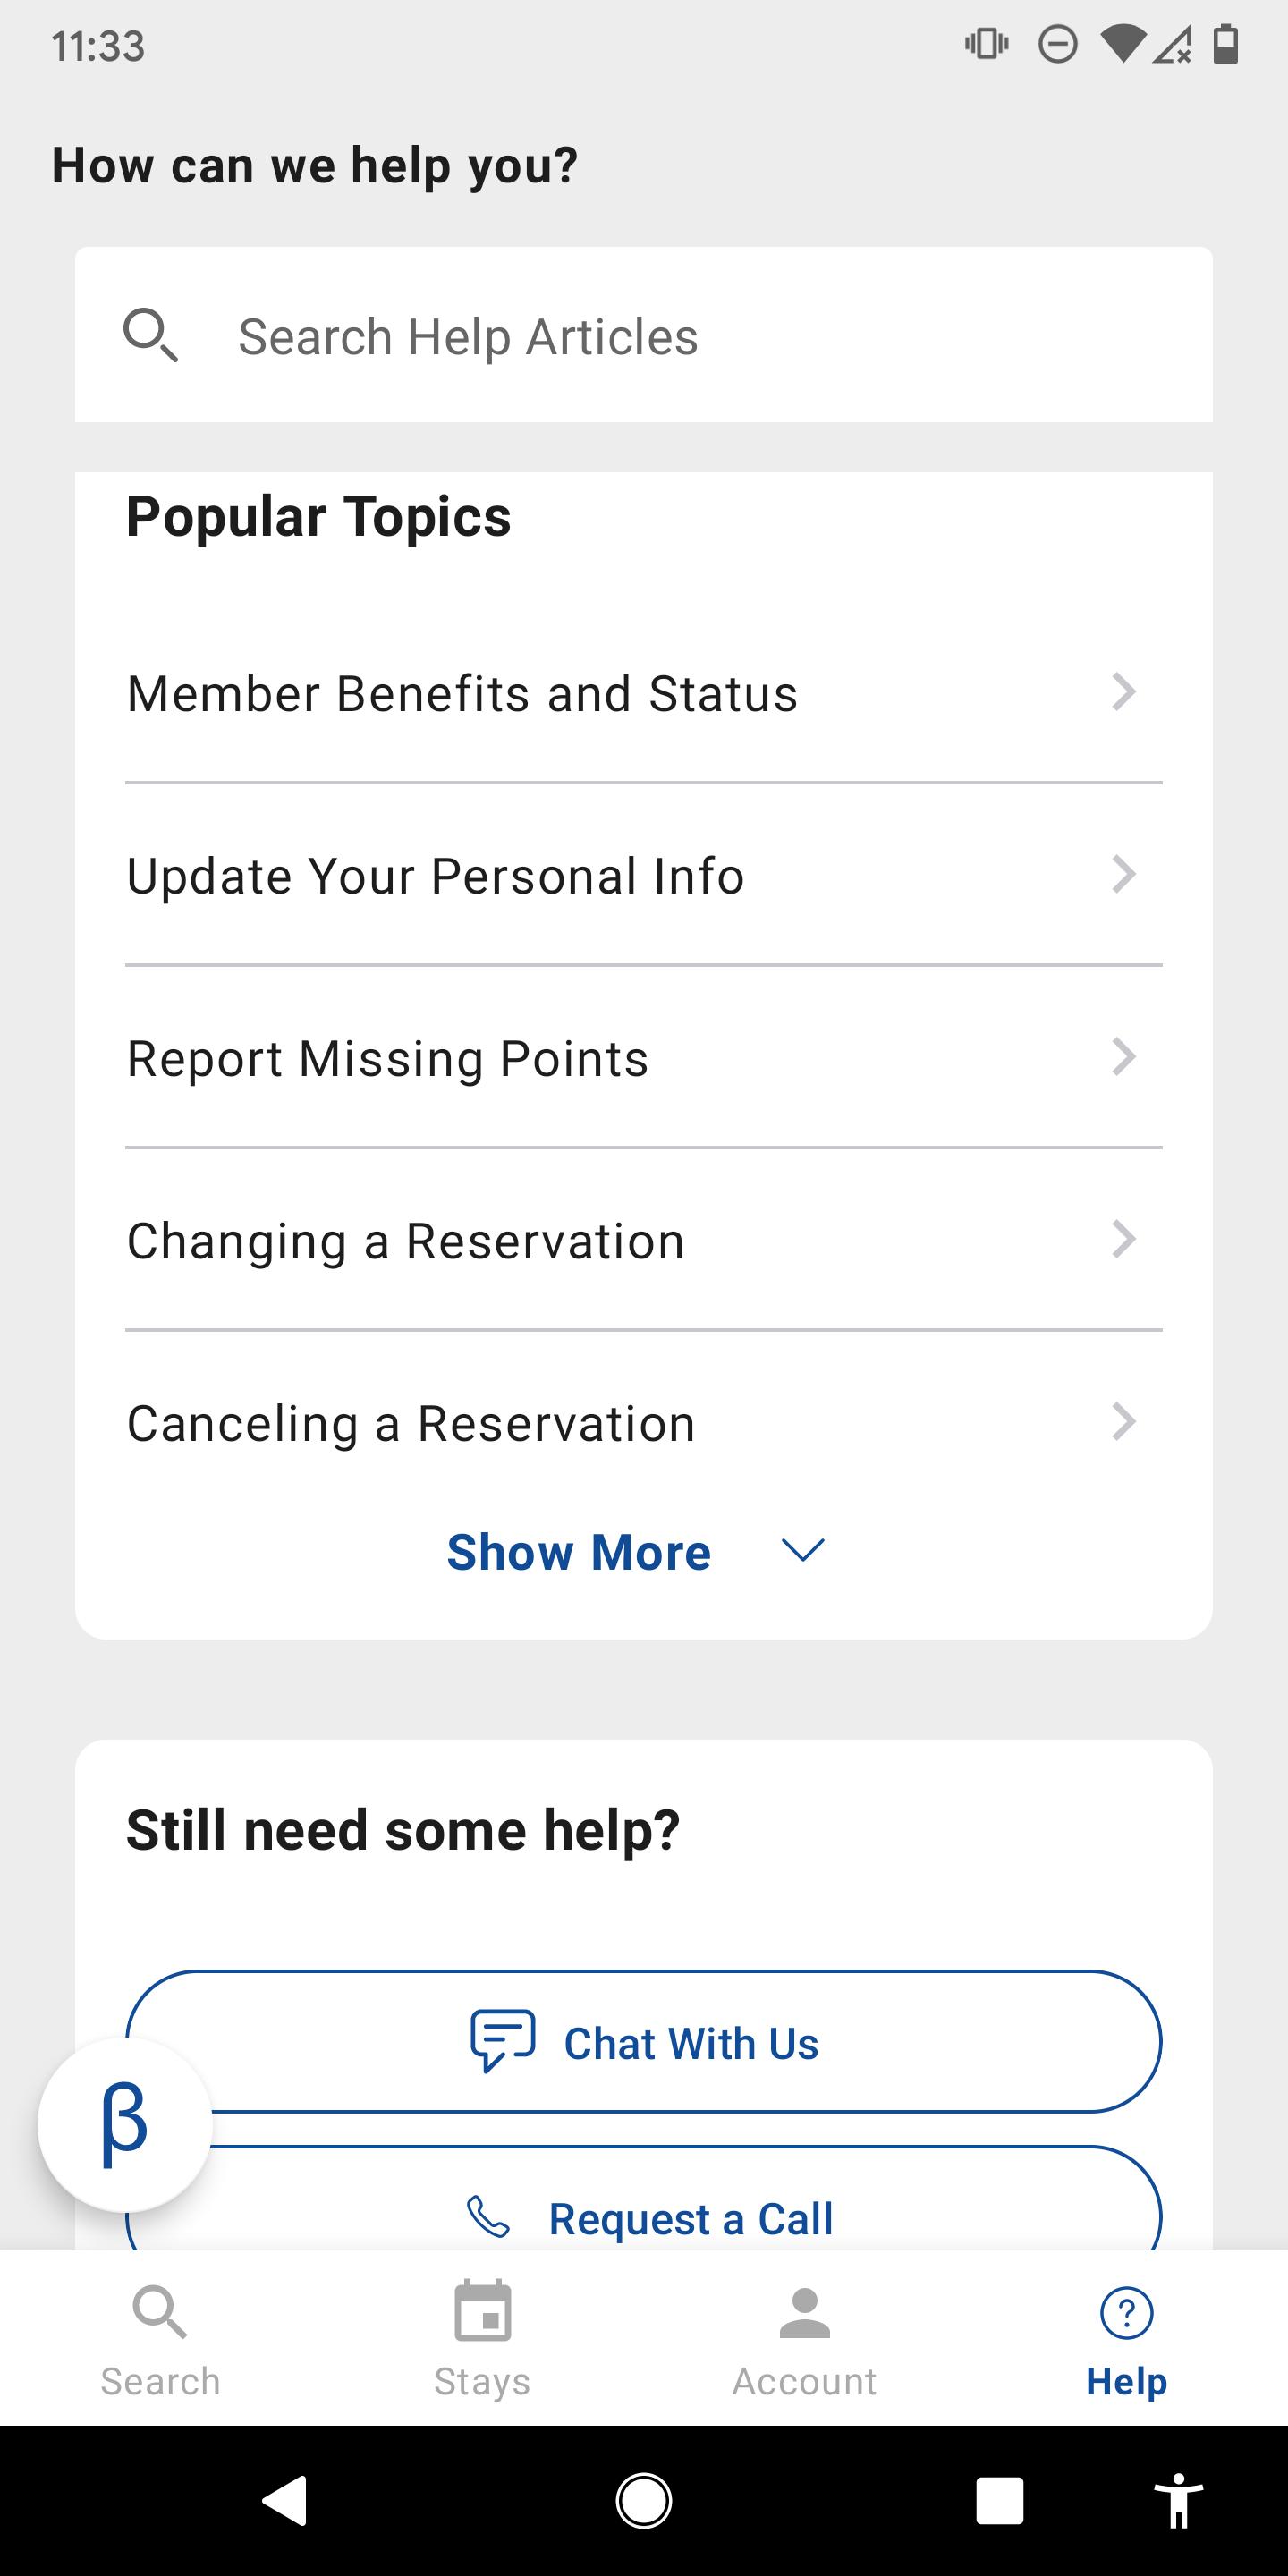 11:33
How can we help you?
Search Help Articles
Popular Topics
Member Benefits and Status
Update Your Personal Info
Report Missing Points
Changing a Reservation
Canceling a Reservation
Show More
Still need some help?
Chat With Us
β
Request a Call
Search
Stays
Account
Help